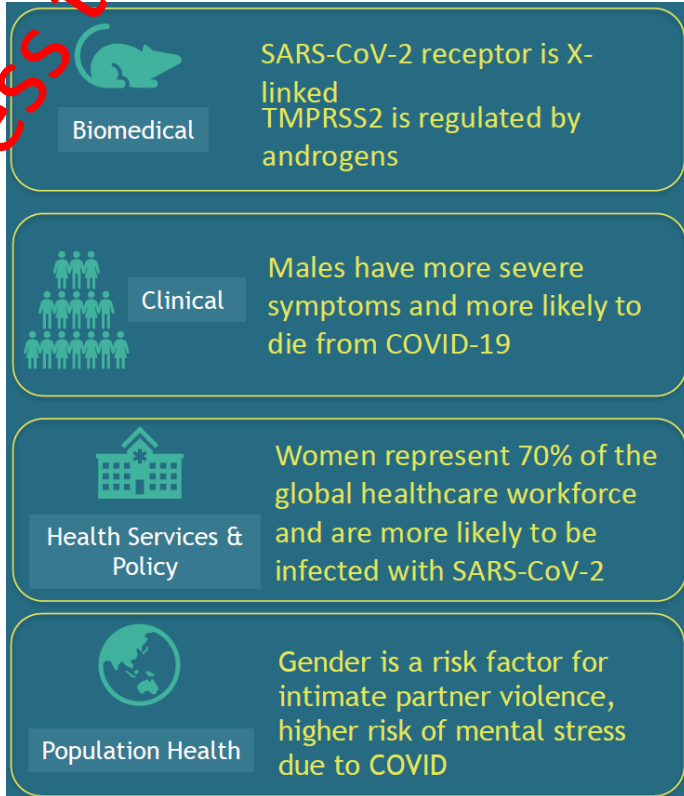 SARS-CoV-2 receptor is X-
linked
TMPRSS2 is regulated by
androgens
Biomedical
Males have more severe
symptoms and more likely to
die from COVID-19
Clinical
Women represent 70% of the
global healthcare workforce
and are more likely to be
infected with SARS-CoV-2
Health Services &
Policy
Gender is a risk factor for
intimate partner violence,
higher risk of mental stress
due to COVID
Population Health